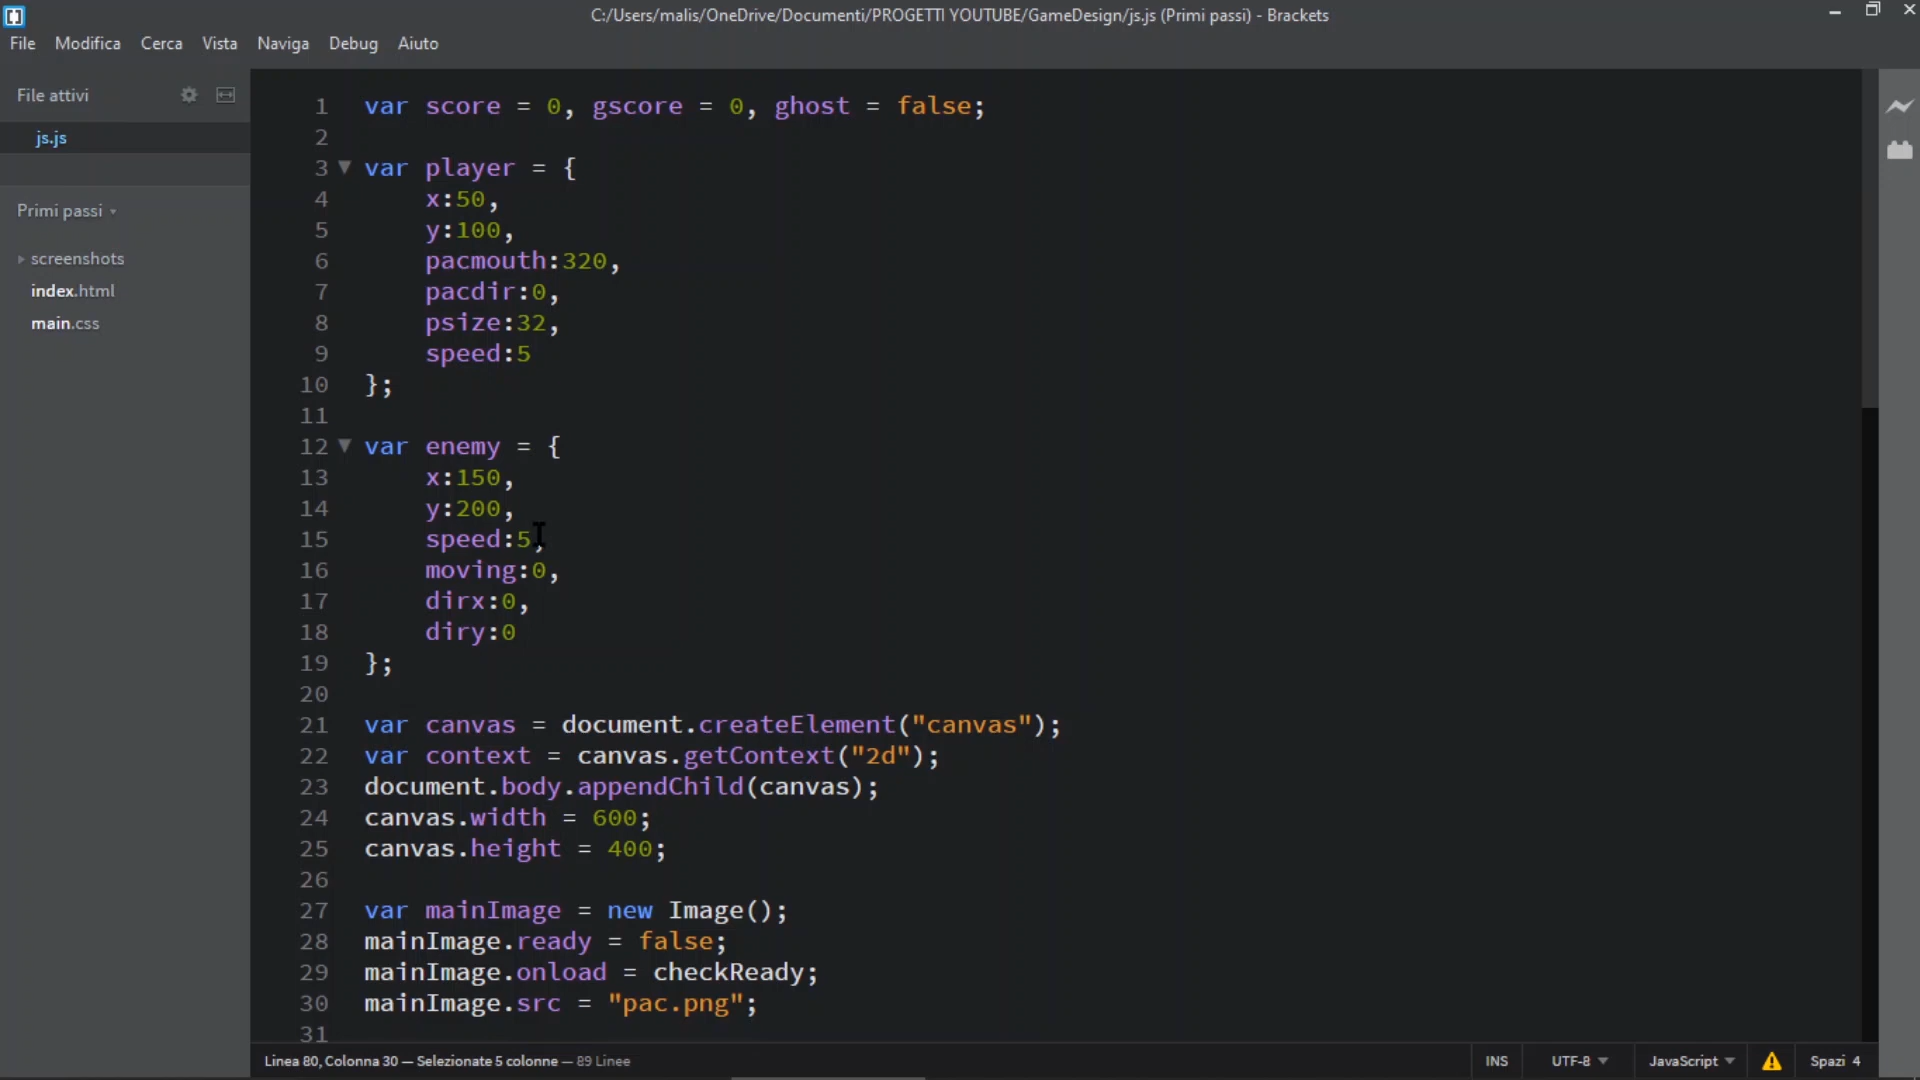 C:/Users/malis/OneDrive/Documenti/PROGETTI YOUTUBE/GameDesign/js.js (Primi passi) - Brackets
File Modifica Cerca Vista Naviga Debug Aiuto
File attivi
js.js
Primi passi
screenshots
index.html
main.css
1 var score = 0, gscore = 0, ghost = false;
2
3 var player = {
4 x:50,
5 y:100,
6 pacmouth:320,
7 pacdir:0,
8 psize:32,
9 speed:5
10 };
11
12 var enemy = {
13 x:150,
14 y:200,
15 speed:5,
16 moving:0,
17 dirx:0,
18 diry:0
19 };
20
21 var canvas = document.createElement("canvas");
22 var context = canvas.getContext("2d");
23 document.body.appendChild(canvas);
24 canvas.width = 600;
25 canvas.height = 400;
26
27 var mainImage = new Image();
28 mainImage.ready = false;
29 mainImage.onload = checkReady;
30 mainImage.src = "pac.png";
31
Linea 80, Colonna 30 — Selezionate 5 colonne — 89 Linee
INS UTF-8 JavaScript Spazi 4